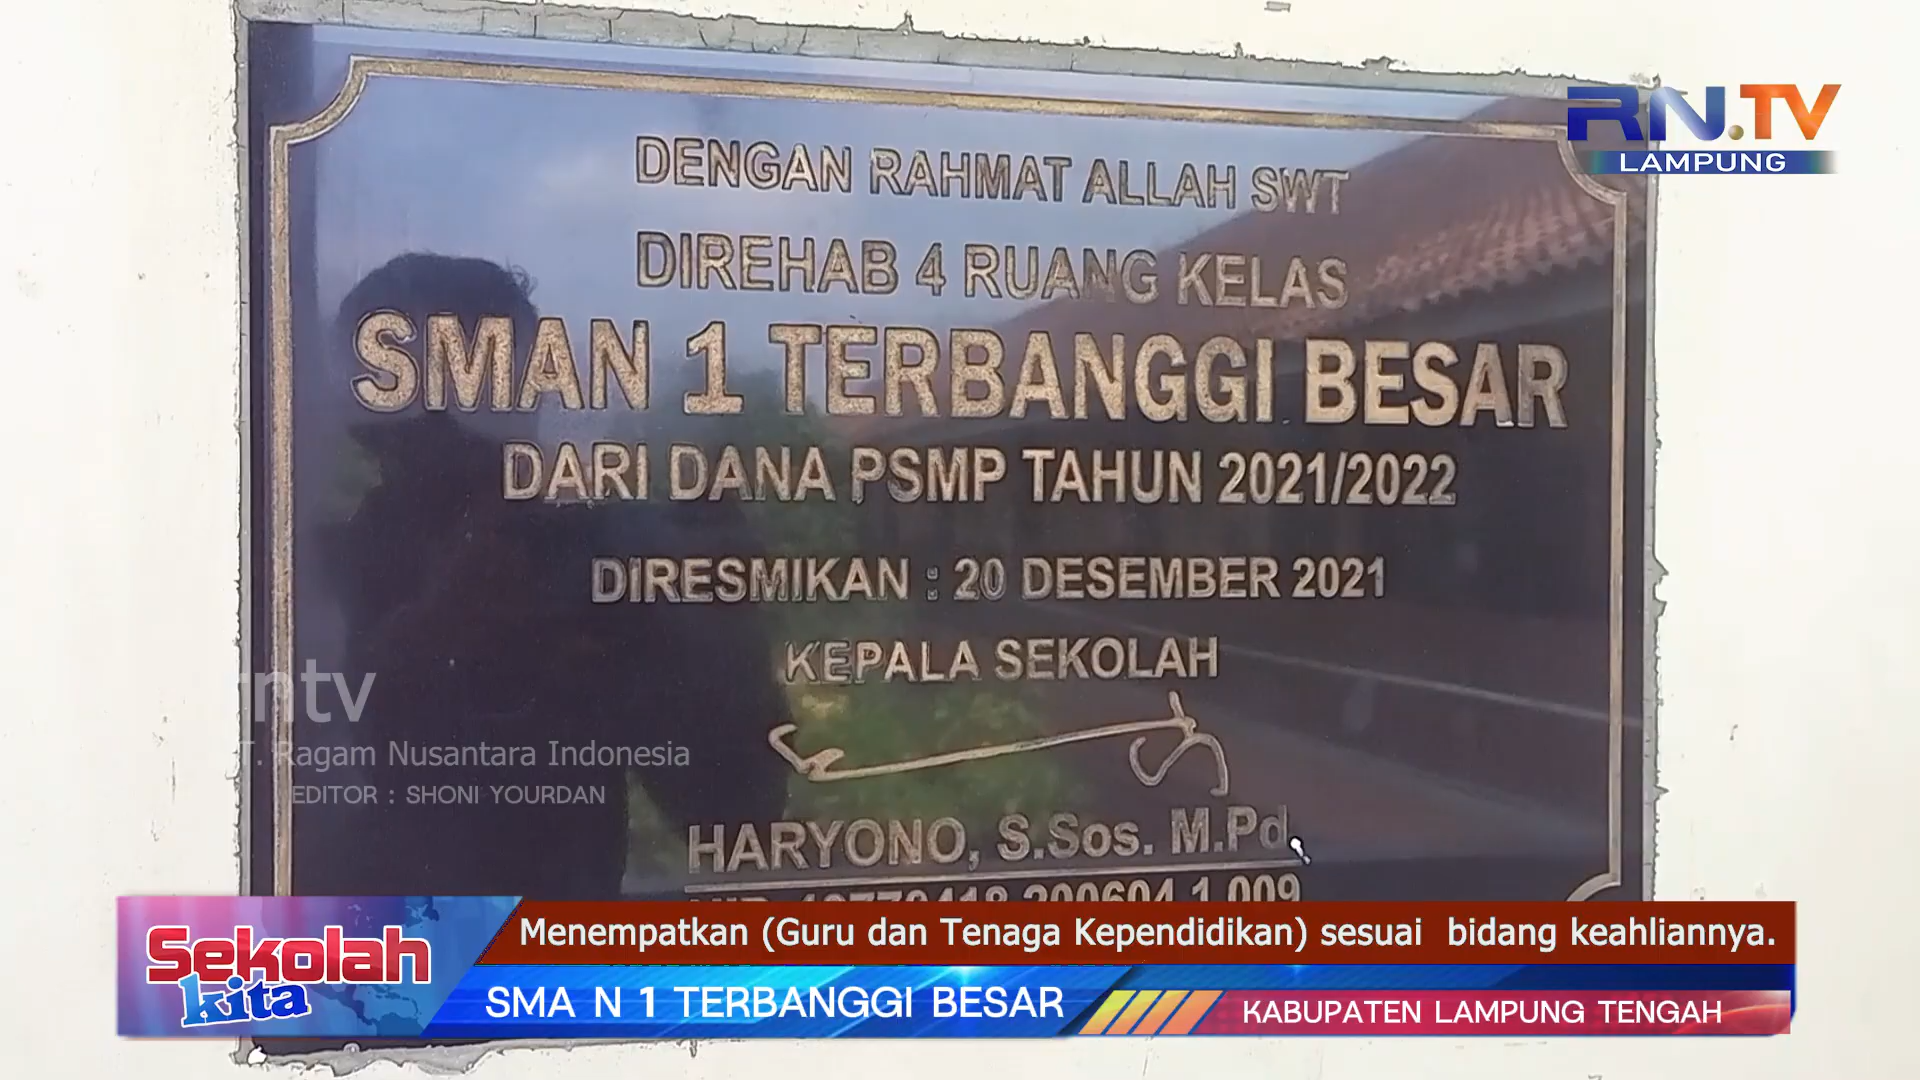 RN.TV
LAMPUNG
DENGAN RAHMAT ALLAH SWT
DIREHAB 4 RUANG KELAS
SMAN 1 TERBANGGI BESAR
DARI DANA PSMP TAHUN 2021/2022
DIRESMIKAN : 20 DESEMBER 2021
KEPALA SEKOLAH
rntv
T. Ragam Nusantara Indonesia
EDITOR : SHONI YOURDAN
HARYONO, S.Sos. M.Pd.
Sekolah
kita
Menempatkan (Guru dan Tenaga Kependidikan) sesuai bidang keahliannya.
SMA N 1 TERBANGGI BESAR
KABUPATEN LAMPUNG TENGAH